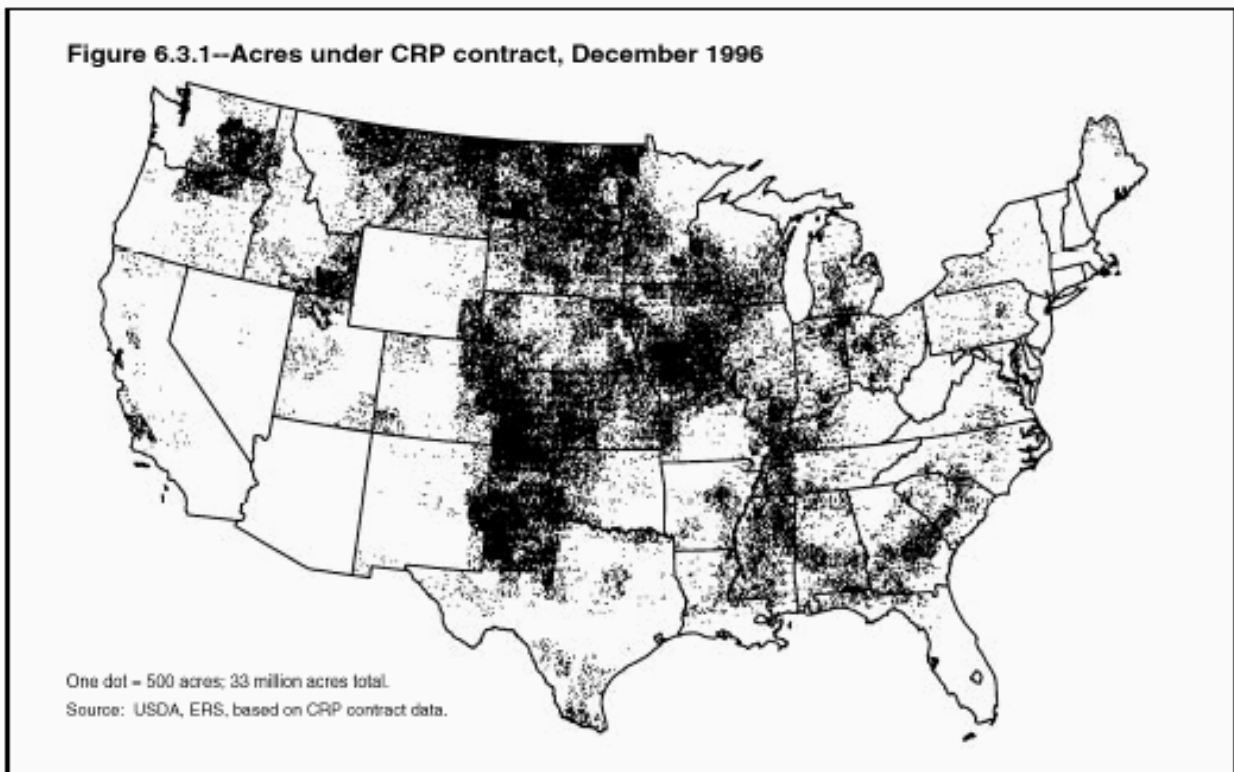 Figure 6.3.1--Acres under CRP contract, December 1996
One dot = 500 acres; 33 million acres total.
Source: USDA, ERS, based on CRP contract data.